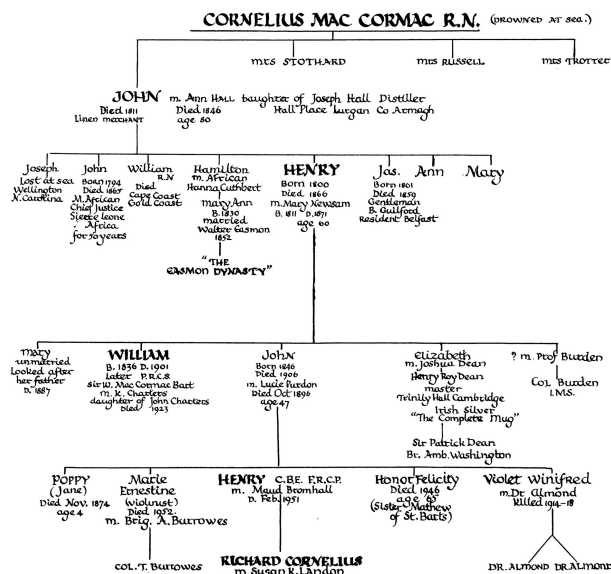 CORNELIUS MAC CORMAC R.N. (DROWNED AT SEA.)
MRS STOTHARD
MRS RUSSELL
MRS TROTTER
JOHN m. Ann HALL daughter of Joseph Hall Distiller
Died 1811
Linen MERCHANT
Died 1846
age 80
Hall Place Lurgan Co Armagh
Joseph
Lost at sea
Wellington
N. Carolina
John
Born 1794
Died 1865
M. African
Chief Justice
Sierre Leone
Africa
for 50 years
William
R.N
Died
Cape Coast
Gold Coast
Hamilton
m. African
Hanna Cuthbert
Mary Ann
B. 1830
married
Walter Easmon
1852
"THE
EASMON DYNASTY"
HENRY
Born 1800
Died 1866
m. Mary Newsam
B. 1811 D. 1871
age 60
Jas.
Born 1801
Died 1859
Gentleman
B. Guilford
Resident Belfast
Ann
Mary
Mary
unmarried
Looked after
her father
D. 1887
WILLIAM
B. 1836 D. 1901
Later P.R.C.S
Sir W. Mac Cormac Bart
m. K. Charters
daughter of John Charters
Died 1923
John
Born 1846
Died 1906
m. Lucie Purdon
Died Oct 1896
age 47
Elizabeth
m. Joshua Dean
Henry Roy Dean
master
Trinity Hall Cambridge
Irish Silver
"The Complete Mug"
Sir Patrick Dean
Br. Amb. Washington
? m. Prof Burden
Col Burden
I.M.S.
POPPY
(Jane)
Died Nov. 1874
age 4
Marie
Ernestine
(violinist)
Died 1952.
m. Brig. A. Burrowes
COL. T. Burrowes
HENRY C.B.E. F.R.C.P.
m. Maud Bromhall
D. Feb. 1951
RICHARD CORNELIUS
m. Susan R. Landon
Honor Felicity
Died 1946
age 65
(Sister Mathew
of St. Barts)
Violet Winifred
m. Dr Almond
Killed 1914-18
DR. ALMOND DR. ALMOND